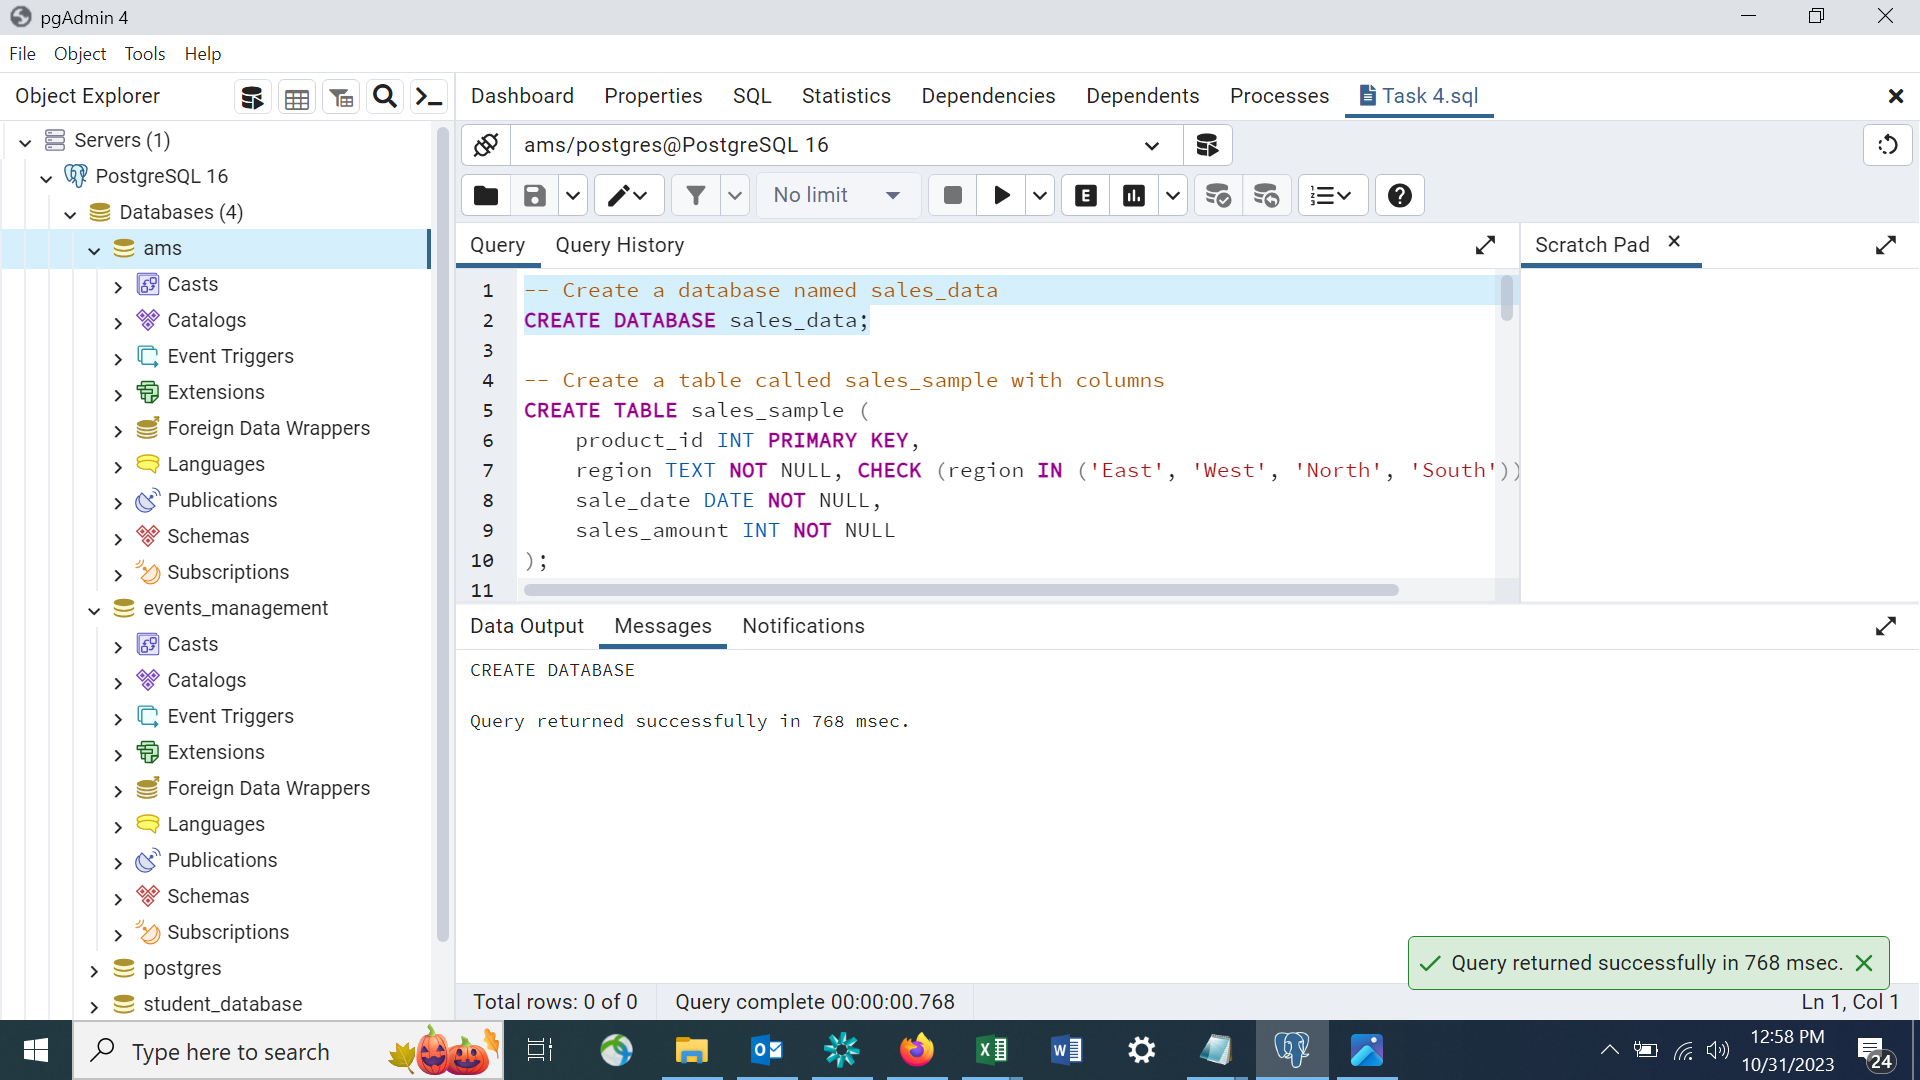 pgAdmin 4
File Object Tools Help
Object Explorer
Dashboard Properties SQL Statistics Dependencies Dependents Processes Task 4.sql
Servers (1)
PostgreSQL 16
Databases (4)
ams
Casts
Catalogs
Event Triggers
Extensions
Foreign Data Wrappers
Languages
Publications
Schemas
Subscriptions
events_management
Casts
Catalogs
Event Triggers
Extensions
Foreign Data Wrappers
Languages
Publications
Schemas
Subscriptions
postgres
student_database
ams/postgres@PostgreSQL 16
No limit
E
Query Query History
Scratch Pad
1 -- Create a database named sales_data
2 CREATE DATABASE sales_data;
3
4 -- Create a table called sales_sample with columns
5 CREATE TABLE sales_sample (
6 product_id INT PRIMARY KEY,
7 region TEXT NOT NULL, CHECK (region IN ('East', 'West', 'North', 'South'))
8 sale_date DATE NOT NULL,
9 sales_amount INT NOT NULL
10 );
11
Data Output Messages Notifications
CREATE DATABASE
Query returned successfully in 768 msec.
Query returned successfully in 768 msec.
Total rows: 0 of 0 Query complete 00:00:00.768 Ln 1, Col 1
Type here to search
12:58 PM
10/31/2023
24